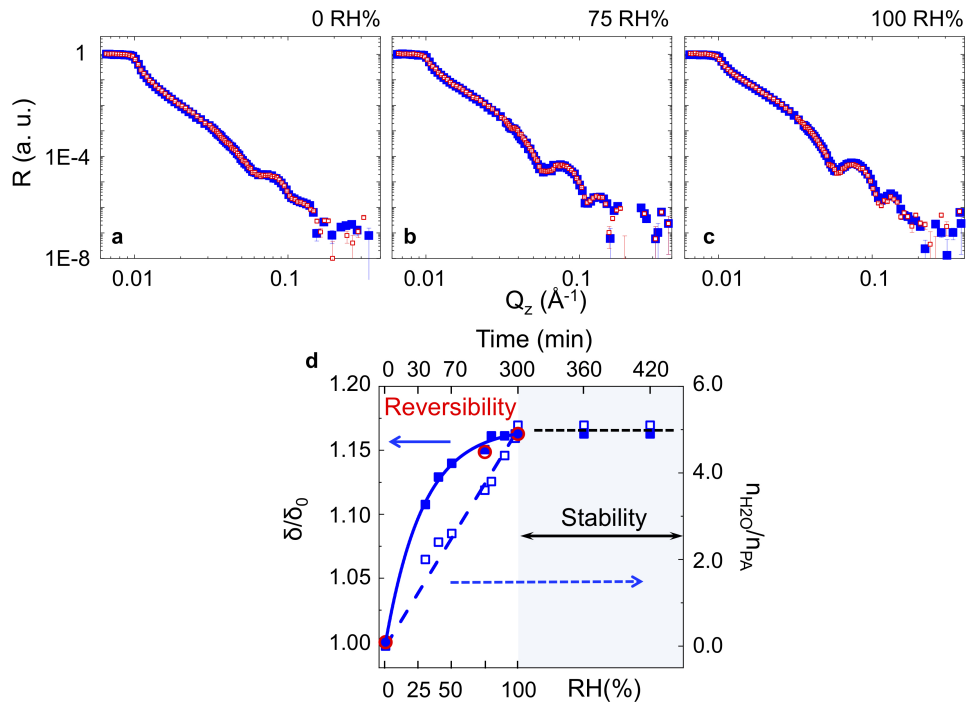 0 RH% 75 RH% 100 RH%
R (a. u.)
1
1E-4
1E-8
a b c
0.01 0.1 0.01 0.1 0.01 0.1
Q_z (Å⁻¹)
Time (min)
d
0 30 70 300 360 420
1.20 6.0
Reversibility
1.15 4.0
1.10 Stability
2.0
1.05
1.00 0.0
δ/δ₀
n_H2O/n_PA
0 25 50 100 RH(%)